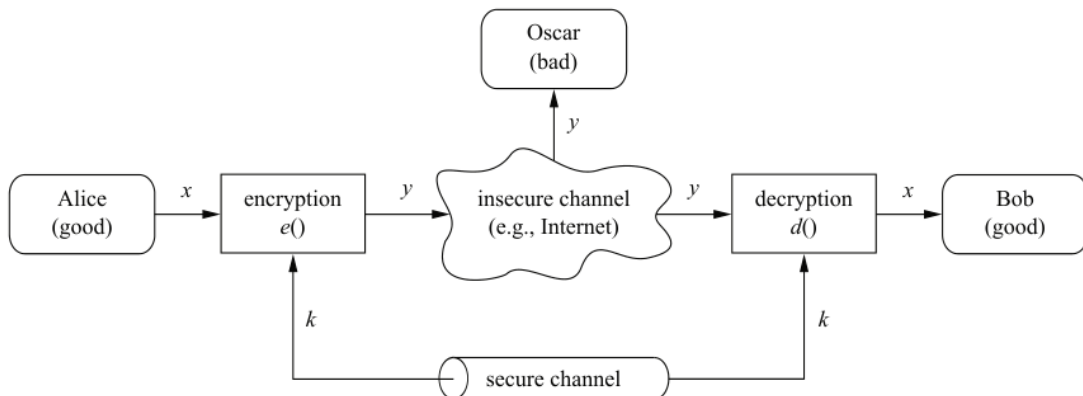 Oscar
(bad)
y
Alice
(good)
x
encryption
e()
y
insecure channel
(e.g., Internet)
y
decryption
d()
x
Bob
(good)
k
k
secure channel